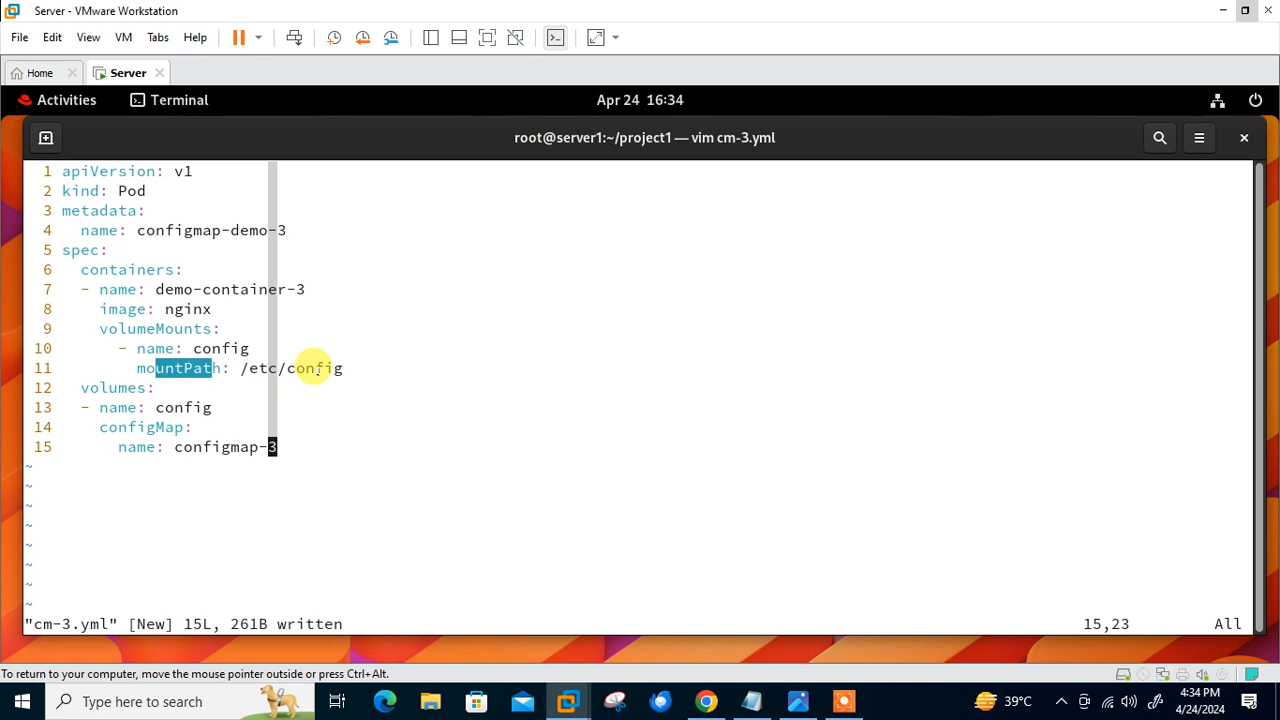 Server - VMware Workstation
File Edit View VM Tabs Help
Home Server
Activities Terminal Apr 24 16:34
root@server1:~/project1 — vim cm-3.yml
1 apiVersion: v1
2 kind: Pod
3 metadata:
4   name: configmap-demo-3
5 spec:
6   containers:
7   - name: demo-container-3
8     image: nginx
9     volumeMounts:
10       - name: config
11         mountPath: /etc/config
12   volumes:
13   - name: config
14     configMap:
15       name: configmap-3
~
~
~
~
~
~
~
~
"cm-3.yml" [New] 15L, 261B written 15,23 All
To return to your computer, move the mouse pointer outside or press Ctrl+Alt.
Type here to search 39°C 4:34 PM
4/24/2024